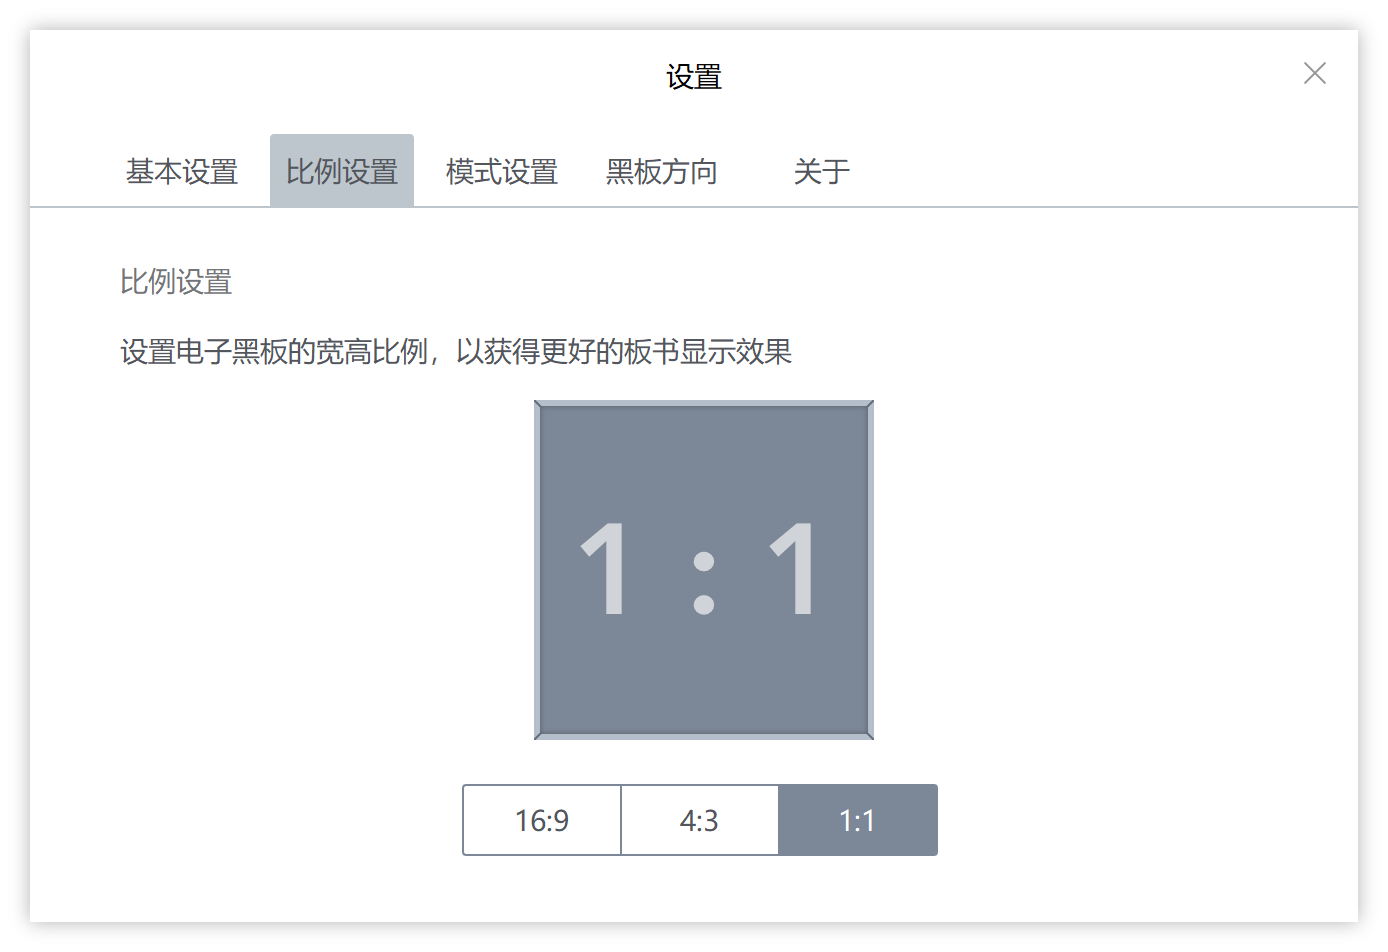 设置
基本设置 比例设置 模式设置 黑板方向 关于
比例设置
设置电子黑板的宽高比例，以获得更好的板书显示效果
1 : 1
16:9 4:3 1:1